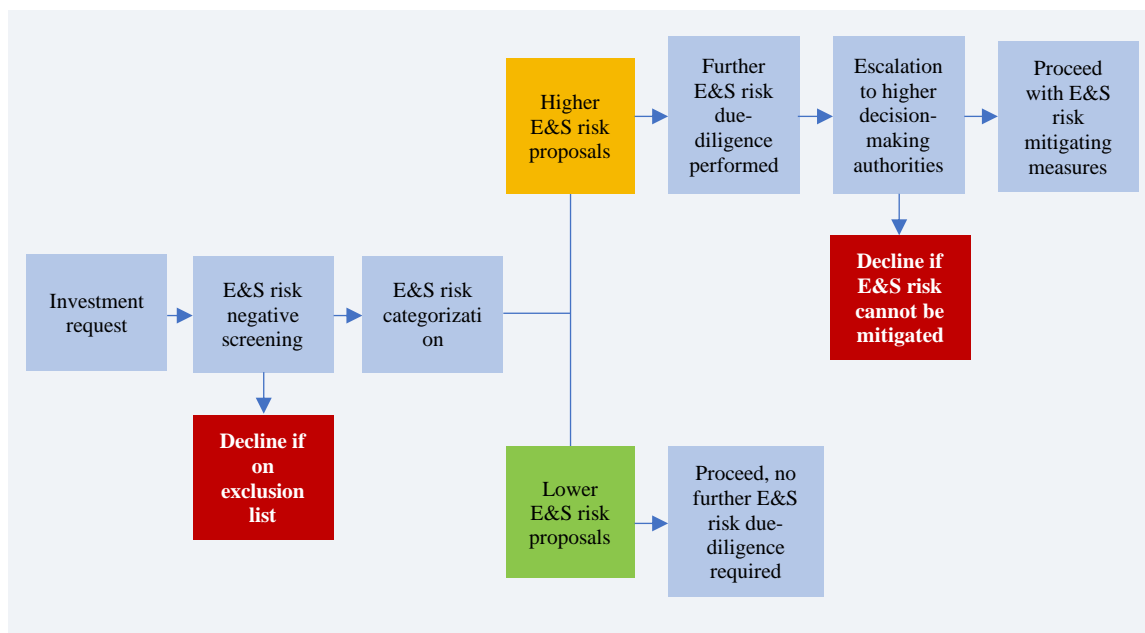 Investment
request
E&S risk
negative
screening
Decline if
on
exclusion
list
E&S risk
categorizati
on
Higher
E&S risk
proposals
Further
E&S risk
due-
diligence
performed
Escalation
to higher
decision-
making
authorities
Proceed
with E&S
risk
mitigating
measures
Decline if
E&S risk
cannot be
mitigated
Lower
E&S risk
proposals
Proceed, no
further E&S
risk due-
diligence
required